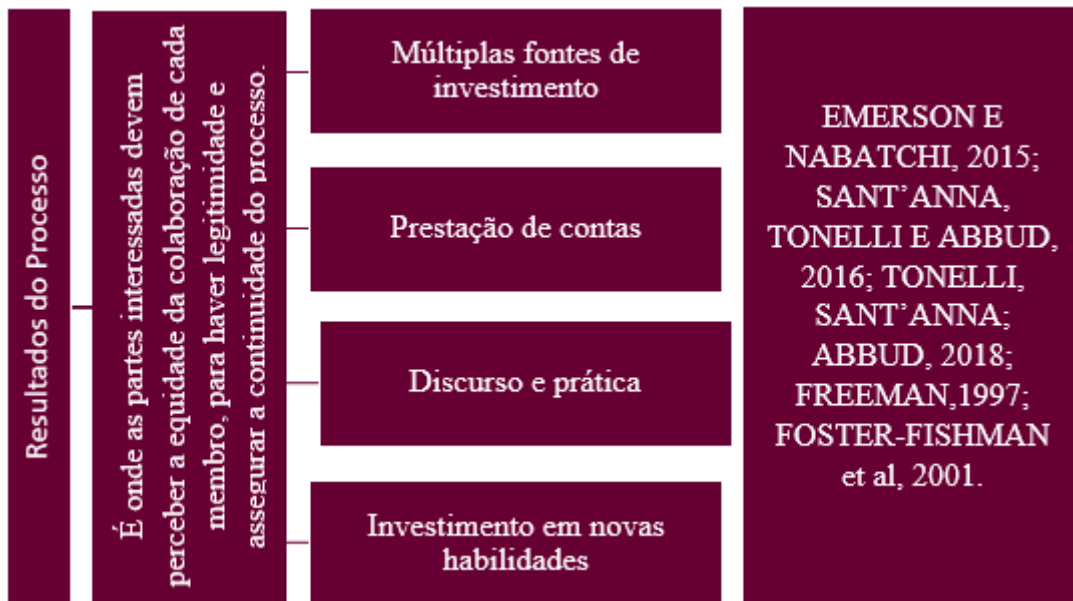 Resultados do Processo
É onde as partes interessadas devem
perceber a equidade da colaboração de cada
membro, para haver legitimidade e
assegurar a continuidade do processo.
Múltiplas fontes de
investimento
Prestação de contas
Discurso e prática
Investimento em novas
habilidades
EMERSON E
NABATCHI, 2015;
SANT’ANNA,
TONELLI E ABBUD,
2016; TONELLI,
SANT’ANNA;
ABBUD, 2018;
FREEMAN,1997;
FOSTER-FISHMAN
et al, 2001.